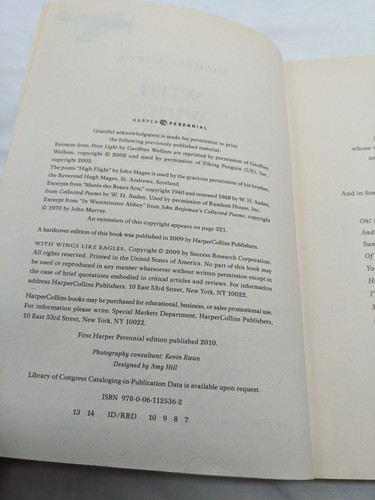 HARPER PERENNIAL
Grateful acknowledgment is made for permission to print
the following previously published material:
Extracts from First Light by Geoffrey Wellum are reprinted by permission of Geoffrey
Wellum, copyright © 2002 and used by permission of Viking Penguin (UK), Inc.,
copyright 2002.
The poem "High Flight" by John Magee is used by the gracious permission of his brother,
the Reverend Hugh Magee, St. Andrews, Scotland.
Excerpts from "Musée des Beaux Arts," copyright 1940 and renewed 1968 by W. H. Auden,
from Collected Poems by W. H. Auden. Used by permission of Random House, Inc.
Excerpts from "In Westminster Abbey" from John Betjeman's Collected Poems, copyright
© 1970 by John Murray.
An extension of this copyright appears on page 321.
A hardcover edition of this book was published in 2009 by HarperCollins Publishers.
WITH WINGS LIKE EAGLES. Copyright © 2009 by Success Research Corporation.
All rights reserved. Printed in the United States of America. No part of this book may
be used or reproduced in any manner whatsoever without written permission except in
the case of brief quotations embodied in critical articles and reviews. For information
address HarperCollins Publishers, 10 East 53rd Street, New York, NY 10022.
HarperCollins books may be purchased for educational, business, or sales promotional use.
For information please write: Special Markets Department, HarperCollins Publishers,
10 East 53rd Street, New York, NY 10022.
First Harper Perennial edition published 2010.
Photography consultant: Kevin Kwan
Designed by Amy Hill
Library of Congress Cataloging-in-Publication Data is available upon request.
ISBN 978-0-06-112536-2
13 14 ID/RRD 10 9 8 7
whose
And in
Oh!
And
Su
Of
Yo